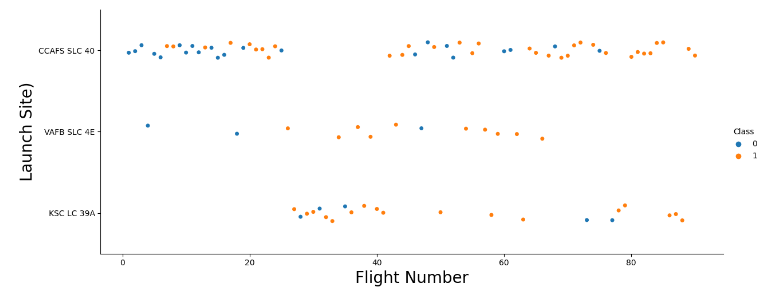 CCAFS SLC 40
VAFB SLC 4E
KSC LC 39A
Launch Site)
0
20
40
60
80
Flight Number
Class
0
1